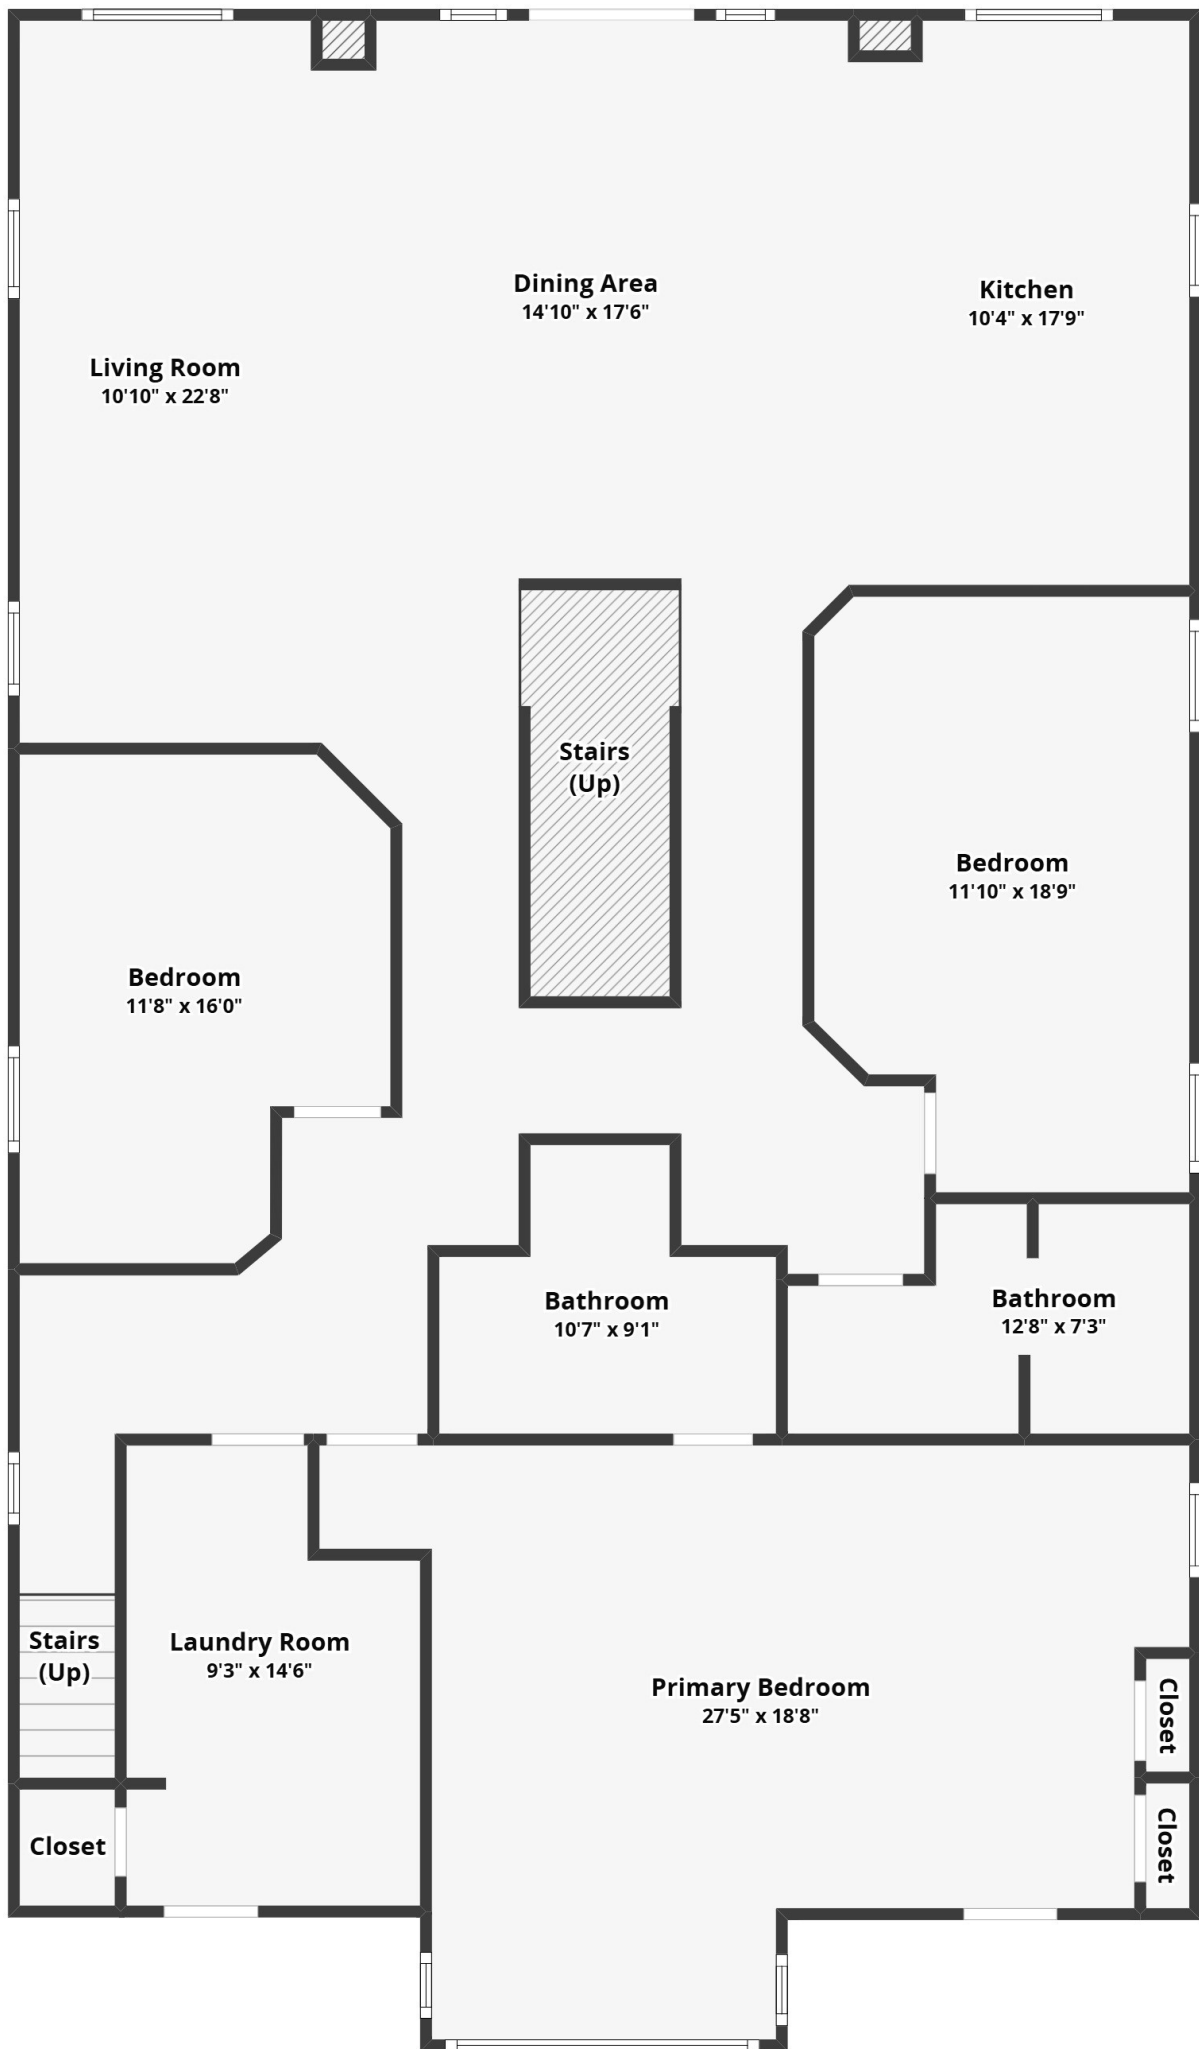 Dining Area
14'10" x 17'6"
Kitchen
10'4" x 17'9"
Living Room
10'10" x 22'8"
Stairs
(Up)
Bedroom
11'10" x 18'9"
Bedroom
11'8" x 16'0"
Bathroom
10'7" x 9'1"
Bathroom
12'8" x 7'3"
Stairs
(Up)
Laundry Room
9'3" x 14'6"
Primary Bedroom
27'5" x 18'8"
Closet
Closet
Closet